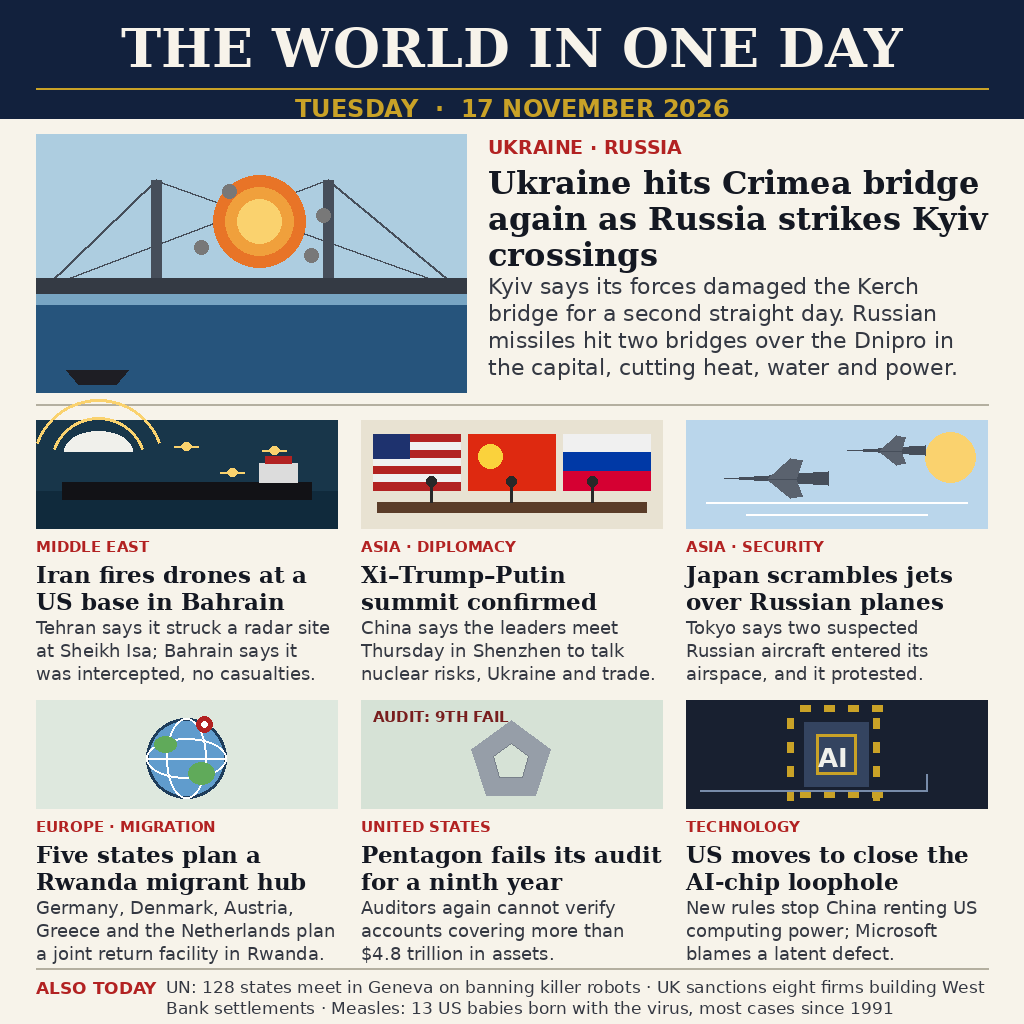 THE WORLD IN ONE DAY
TUESDAY · 17 NOVEMBER 2026
UKRAINE · RUSSIA
Ukraine hits Crimea bridge
again as Russia strikes Kyiv
crossings
Kyiv says its forces damaged the Kerch
bridge for a second straight day. Russian
missiles hit two bridges over the Dnipro in
the capital, cutting heat, water and power.
MIDDLE EAST
Iran fires drones at a
US base in Bahrain
Tehran says it struck a radar site
at Sheikh Isa; Bahrain says it
was intercepted, no casualties.
ASIA · DIPLOMACY
Xi–Trump–Putin
summit confirmed
China says the leaders meet
Thursday in Shenzhen to talk
nuclear risks, Ukraine and trade.
ASIA · SECURITY
Japan scrambles jets
over Russian planes
Tokyo says two suspected
Russian aircraft entered its
airspace, and it protested.
EUROPE · MIGRATION
Five states plan a
Rwanda migrant hub
Germany, Denmark, Austria,
Greece and the Netherlands plan
a joint return facility in Rwanda.
AUDIT: 9TH FAIL
UNITED STATES
Pentagon fails its audit
for a ninth year
Auditors again cannot verify
accounts covering more than
$4.8 trillion in assets.
AI
TECHNOLOGY
US moves to close the
AI-chip loophole
New rules stop China renting US
computing power; Microsoft
blames a latent defect.
ALSO TODAY UN: 128 states meet in Geneva on banning killer robots · UK sanctions eight firms building West
Bank settlements · Measles: 13 US babies born with the virus, most cases since 1991